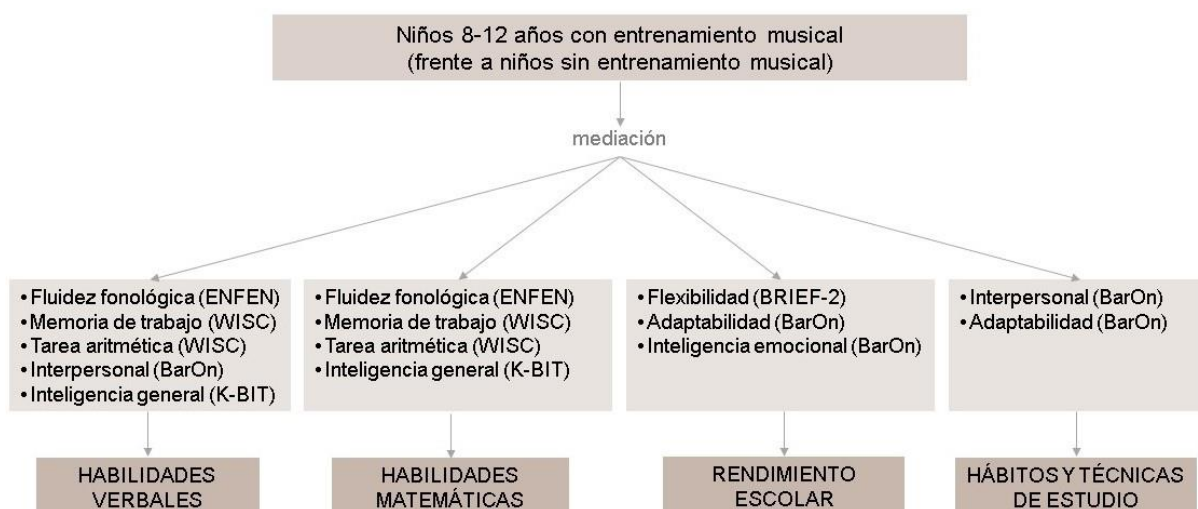 Niños 8-12 años con entrenamiento musical
(frente a niños sin entrenamiento musical)
mediación
• Fluidez fonológica (ENFEN)
• Memoria de trabajo (WISC)
• Tarea aritmética (WISC)
• Interpersonal (BarOn)
• Inteligencia general (K-BIT)
• Fluidez fonológica (ENFEN)
• Memoria de trabajo (WISC)
• Tarea aritmética (WISC)
• Inteligencia general (K-BIT)
• Flexibilidad (BRIEF-2)
• Adaptabilidad (BarOn)
• Inteligencia emocional (BarOn)
• Interpersonal (BarOn)
• Adaptabilidad (BarOn)
HABILIDADES
VERBALES
HABILIDADES
MATEMÁTICAS
RENDIMIENTO
ESCOLAR
HÁBITOS Y TÉCNICAS
DE ESTUDIO